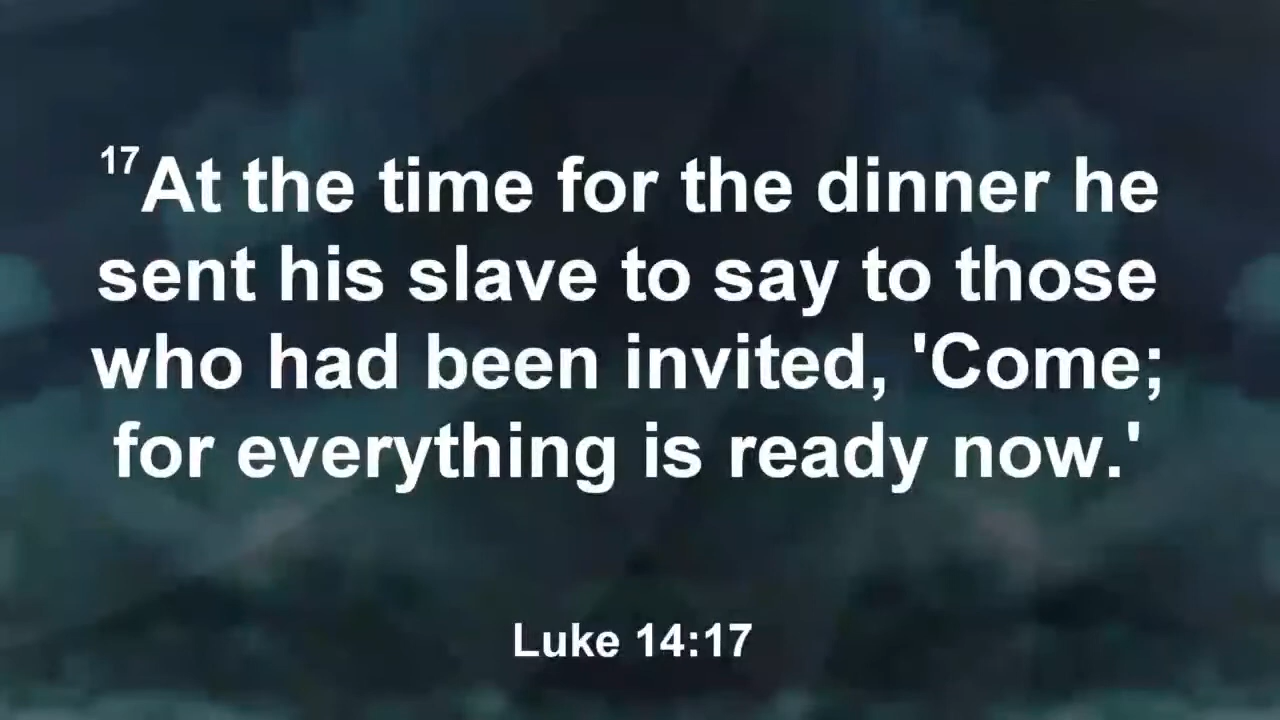 17At the time for the dinner he
sent his slave to say to those
who had been invited, 'Come;
for everything is ready now.'
Luke 14:17